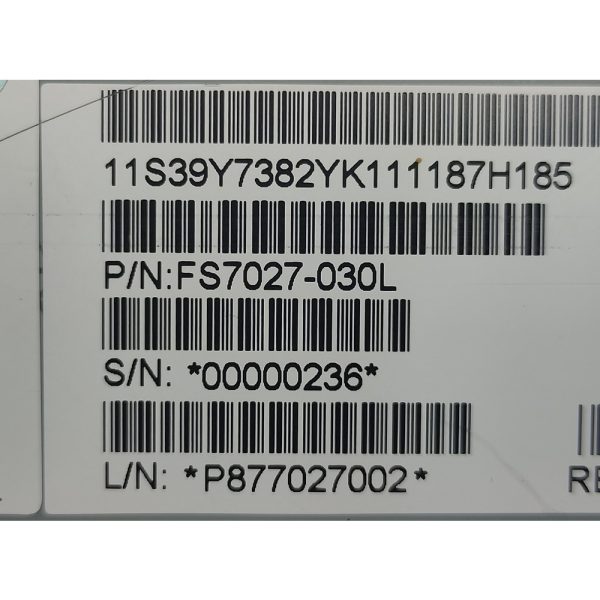 11S39Y7382YK111187H185
P/N:FS7027-030L
S/N: *00000236*
L/N: *P877027002*